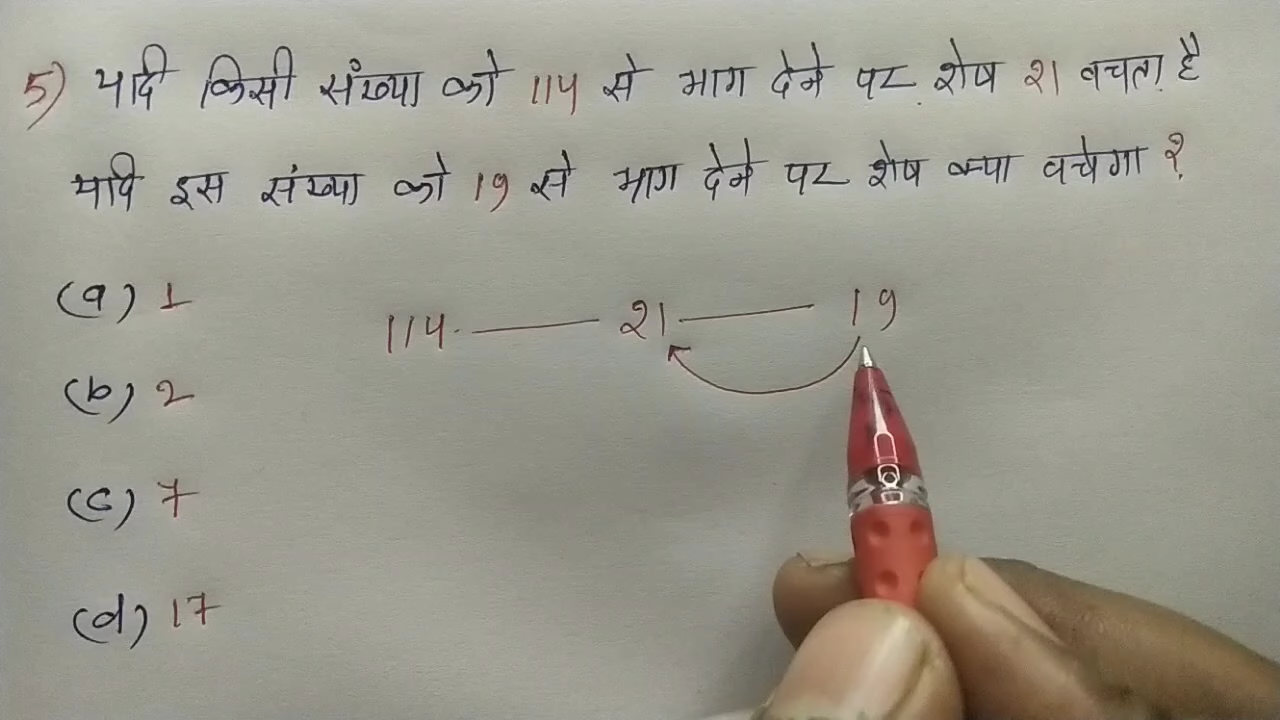 5) यदि किसी संख्या को 114 से भाग देने पर शेष 21 बचता है
यदि इस संख्या को 19 से भाग देने पर शेष क्या बचेगा ?
(a) 1
114 — 21 — 19
(b) 2
(c) 7
(d) 17